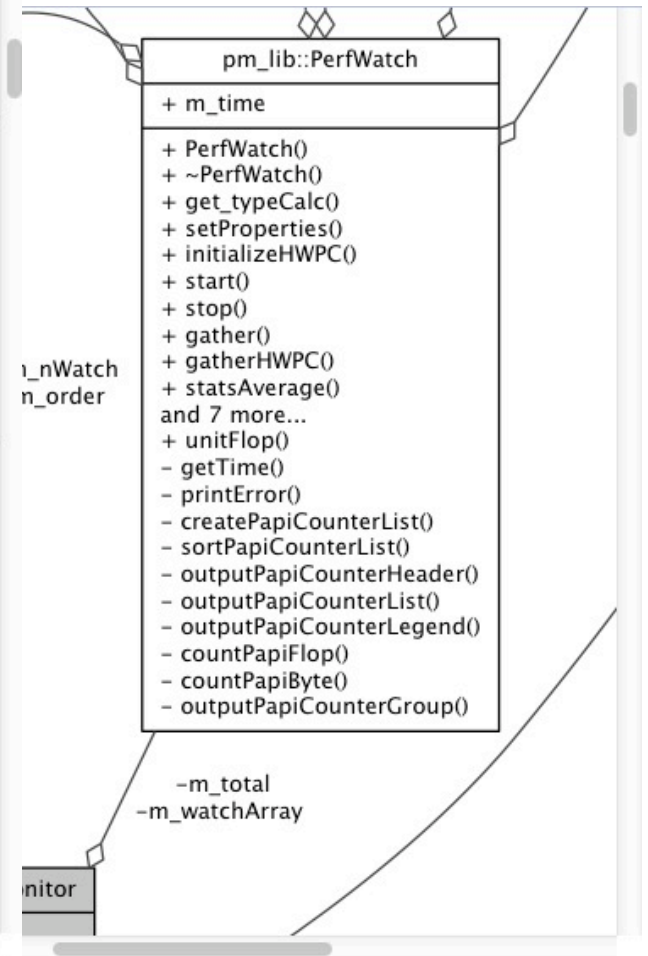 pm_lib::PerfWatch
+ m_time
+ PerfWatch()
+ ~PerfWatch()
+ get_typeCalc()
+ setProperties()
+ initializeHWPC()
+ start()
+ stop()
+ gather()
+ gatherHWPC()
+ statsAverage()
and 7 more...
+ unitFlop()
- getTime()
- printError()
- createPapiCounterList()
- sortPapiCounterList()
- outputPapiCounterHeader()
- outputPapiCounterList()
- outputPapiCounterLegend()
- countPapiFlop()
- countPapiByte()
- outputPapiCounterGroup()
_nWatch
m_order
-m_total
-m_watchArray
nitor